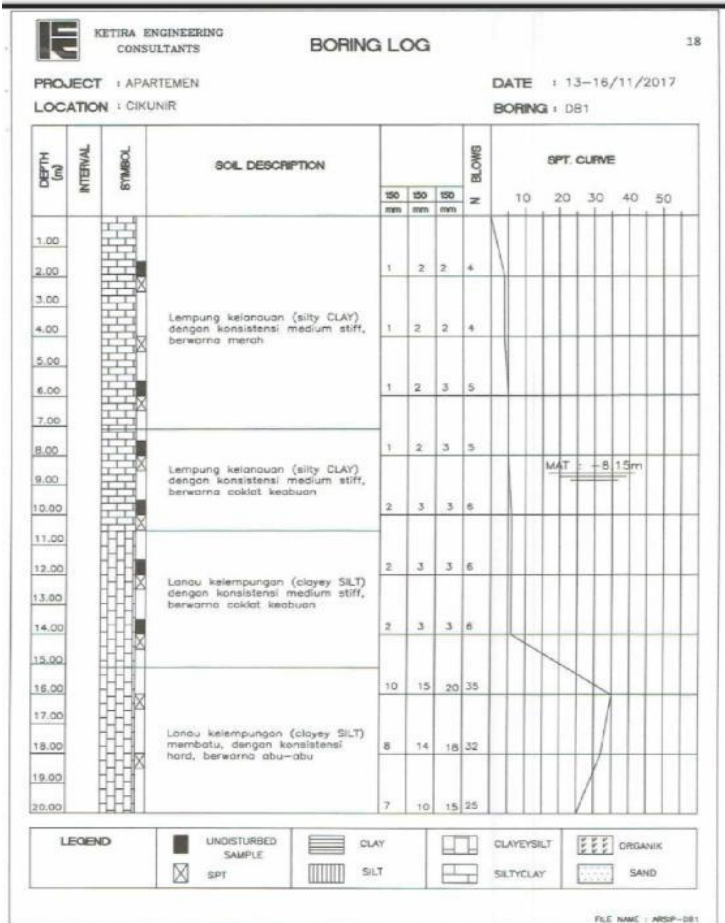 KETIRA ENGINEERING
CONSULTANTS
BORING LOG
18
PROJECT : APARTEMEN
DATE : 13-16/11/2017
LOCATION : CIKUNIR
BORING : DB1
DEPTH (m)
INTERVAL
SYMBOL
SOIL DESCRIPTION
150 mm
150 mm
150 mm
N BLOWS
SPT. CURVE
10 20 30 40 50
1.00
2.00 1 2 2 4
3.00
Lempung kelanauan (silty CLAY)
dengan konsistensi medium stiff,
berwarna merah
4.00 1 2 2 4
5.00
6.00 1 2 3 5
7.00
8.00 1 2 3 5
MAT : -8,15m
Lempung kelanauan (silty CLAY)
dengan konsistensi medium stiff,
berwarna coklat keabuan
9.00
10.00 2 3 3 6
11.00
12.00 2 3 3 6
Lanau kelempungan (clayey SILT)
dengan konsistensi medium stiff,
berwarna coklat keabuan
13.00
14.00 2 3 3 6
15.00
16.00 10 15 20 35
17.00
Lanau kelempungan (clayey SILT)
membatu, dengan konsistensi
hard, berwarna abu-abu
18.00 8 14 18 32
19.00
20.00 7 10 15 25
LEGEND
UNDISTURBED
SAMPLE
SPT
CLAY
SILT
CLAYEYSILT
SILTYCLAY
ORGANIK
SAND
FILE NAME : ARSIP-DB1